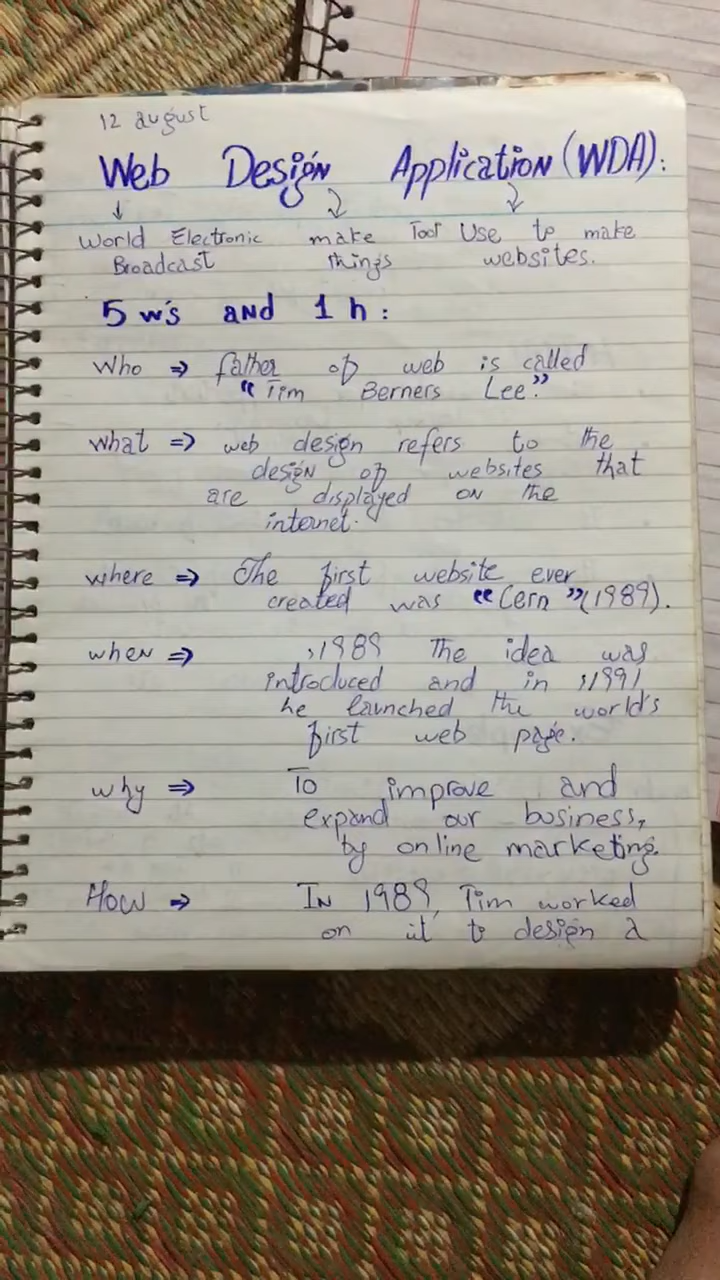 12 august
Web Design Application (WDA):
↓ ↓ ↓
World Electronic make Tool Use to make
Broadcast things websites.
5 w's and 1 h:
Who ⇒ father of web is called
“Tim Berners Lee.”
what ⇒ web design refers to the
design of websites that
are displayed on the
internet.
where ⇒ The first website ever
created was “Cern” (1989).
when ⇒ ,1989 The idea was
introduced and in ,1991
he launched the world's
first web page.
why ⇒ To improve and
expand our business,
by online marketing.
How ⇒ In 1989, Tim worked
on it to design a